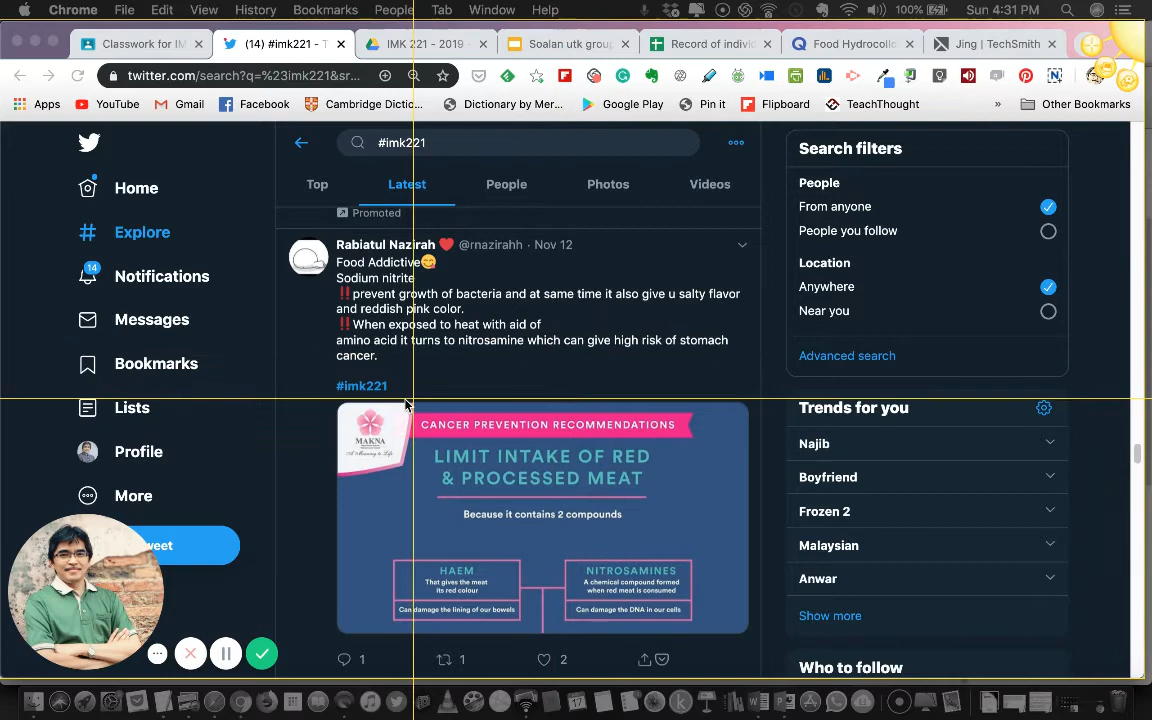 Chrome File Edit View History Bookmarks People Tab Window Help 100% Sun 4:31 PM
Classwork for IM
(14) #imk221 - T
IMK 221 - 2019 -
Soalan utk group
Record of individ
Food Hydrocollo
Jing | TechSmith
twitter.com/search?q=%23imk221&sr...
Apps YouTube Gmail Facebook Cambridge Dictio... Dictionary by Mer... Google Play Pin it Flipboard TeachThought » Other Bookmarks
Home
Explore
14
Notifications
Messages
Bookmarks
Lists
Profile
More
weet
#imk221
Top Latest People Photos Videos
Promoted
Rabiatul Nazirah ❤️ @rnazirahh · Nov 12
Food Addictive😋
Sodium nitrite
‼️prevent growth of bacteria and at same time it also give u salty flavor
and reddish pink color.
‼️When exposed to heat with aid of
amino acid it turns to nitrosamine which can give high risk of stomach
cancer.
#imk221
MAKNA
A Meaning to Life
CANCER PREVENTION RECOMMENDATIONS
LIMIT INTAKE OF RED
& PROCESSED MEAT
Because it contains 2 compounds
HAEM
That gives the meat
its red colour
Can damage the lining of our bowels
NITROSAMINES
A chemical compound formed
when red meat is consumed
Can damage the DNA in our cells
1 1 2
Search filters
People
From anyone
People you follow
Location
Anywhere
Near you
Advanced search
Trends for you
Najib
Boyfriend
Frozen 2
Malaysian
Anwar
Show more
Who to follow
17